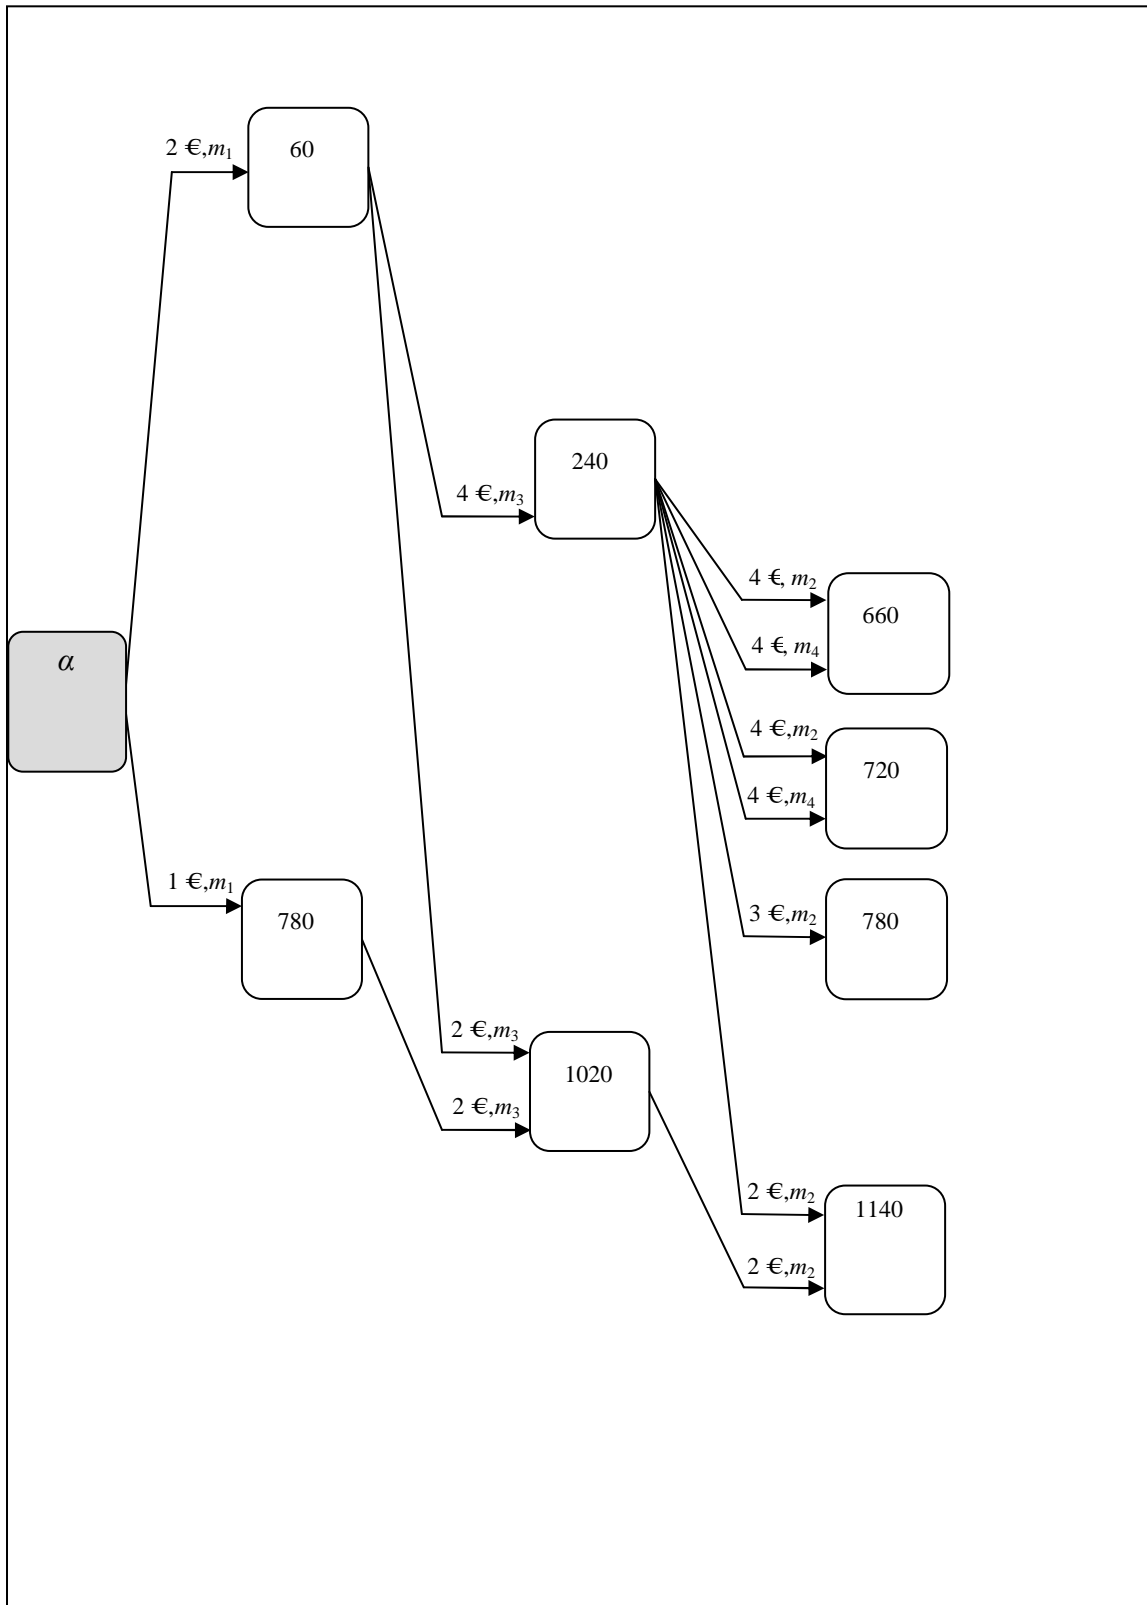 2 €,m1
60
240
4 €,m3
4 €, m2
660
4 €, m4
α
4 €,m2
720
4 €,m4
1 €,m1
780
3 €,m2
780
2 €,m3
1020
2 €,m3
2 €,m2
1140
2 €,m2